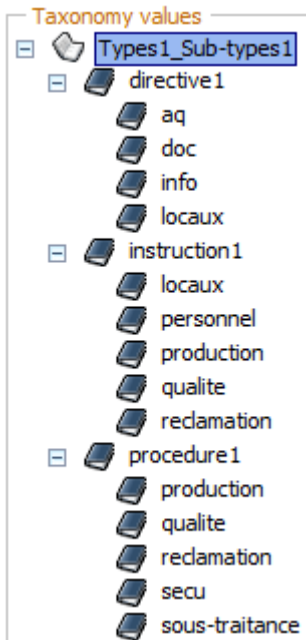 Taxonomy values
Types1_Sub-types1
directive1
aq
doc
info
locaux
instruction1
locaux
personnel
production
qualite
reclamation
procedure1
production
qualite
reclamation
secu
sous-traitance